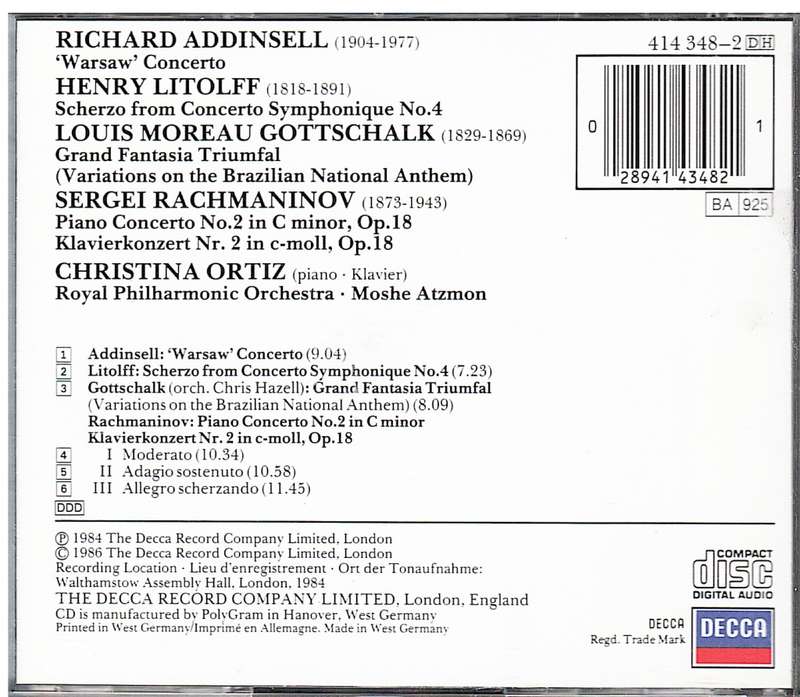 RICHARD ADDINSELL (1904-1977)
‘Warsaw’ Concerto
HENRY LITOLFF (1818-1891)
Scherzo from Concerto Symphonique No.4
LOUIS MOREAU GOTTSCHALK (1829-1869)
Grand Fantasia Triumfal
(Variations on the Brazilian National Anthem)
SERGEI RACHMANINOV (1873-1943)
Piano Concerto No.2 in C minor, Op.18
Klavierkonzert Nr. 2 in c-moll, Op.18
CHRISTINA ORTIZ (piano · Klavier)
Royal Philharmonic Orchestra · Moshe Atzmon
414 348-2 DH
0 28941 43482 1
BA 925
1 Addinsell: ‘Warsaw’ Concerto (9.04)
2 Litolff: Scherzo from Concerto Symphonique No.4 (7.23)
3 Gottschalk (orch. Chris Hazell): Grand Fantasia Triumfal
(Variations on the Brazilian National Anthem) (8.09)
Rachmaninov: Piano Concerto No.2 in C minor
Klavierkonzert Nr. 2 in c-moll, Op.18
4 I Moderato (10.34)
5 II Adagio sostenuto (10.58)
6 III Allegro scherzando (11.45)
DDD
℗ 1984 The Decca Record Company Limited, London
© 1986 The Decca Record Company Limited, London
Recording Location · Lieu d'enregistrement · Ort der Tonaufnahme:
Walthamstow Assembly Hall, London, 1984
THE DECCA RECORD COMPANY LIMITED, London, England
CD is manufactured by PolyGram in Hanover, West Germany
Printed in West Germany/Imprimé en Allemagne. Made in West Germany
COMPACT
disc
DIGITAL AUDIO
DECCA
Regd. Trade Mark
DECCA